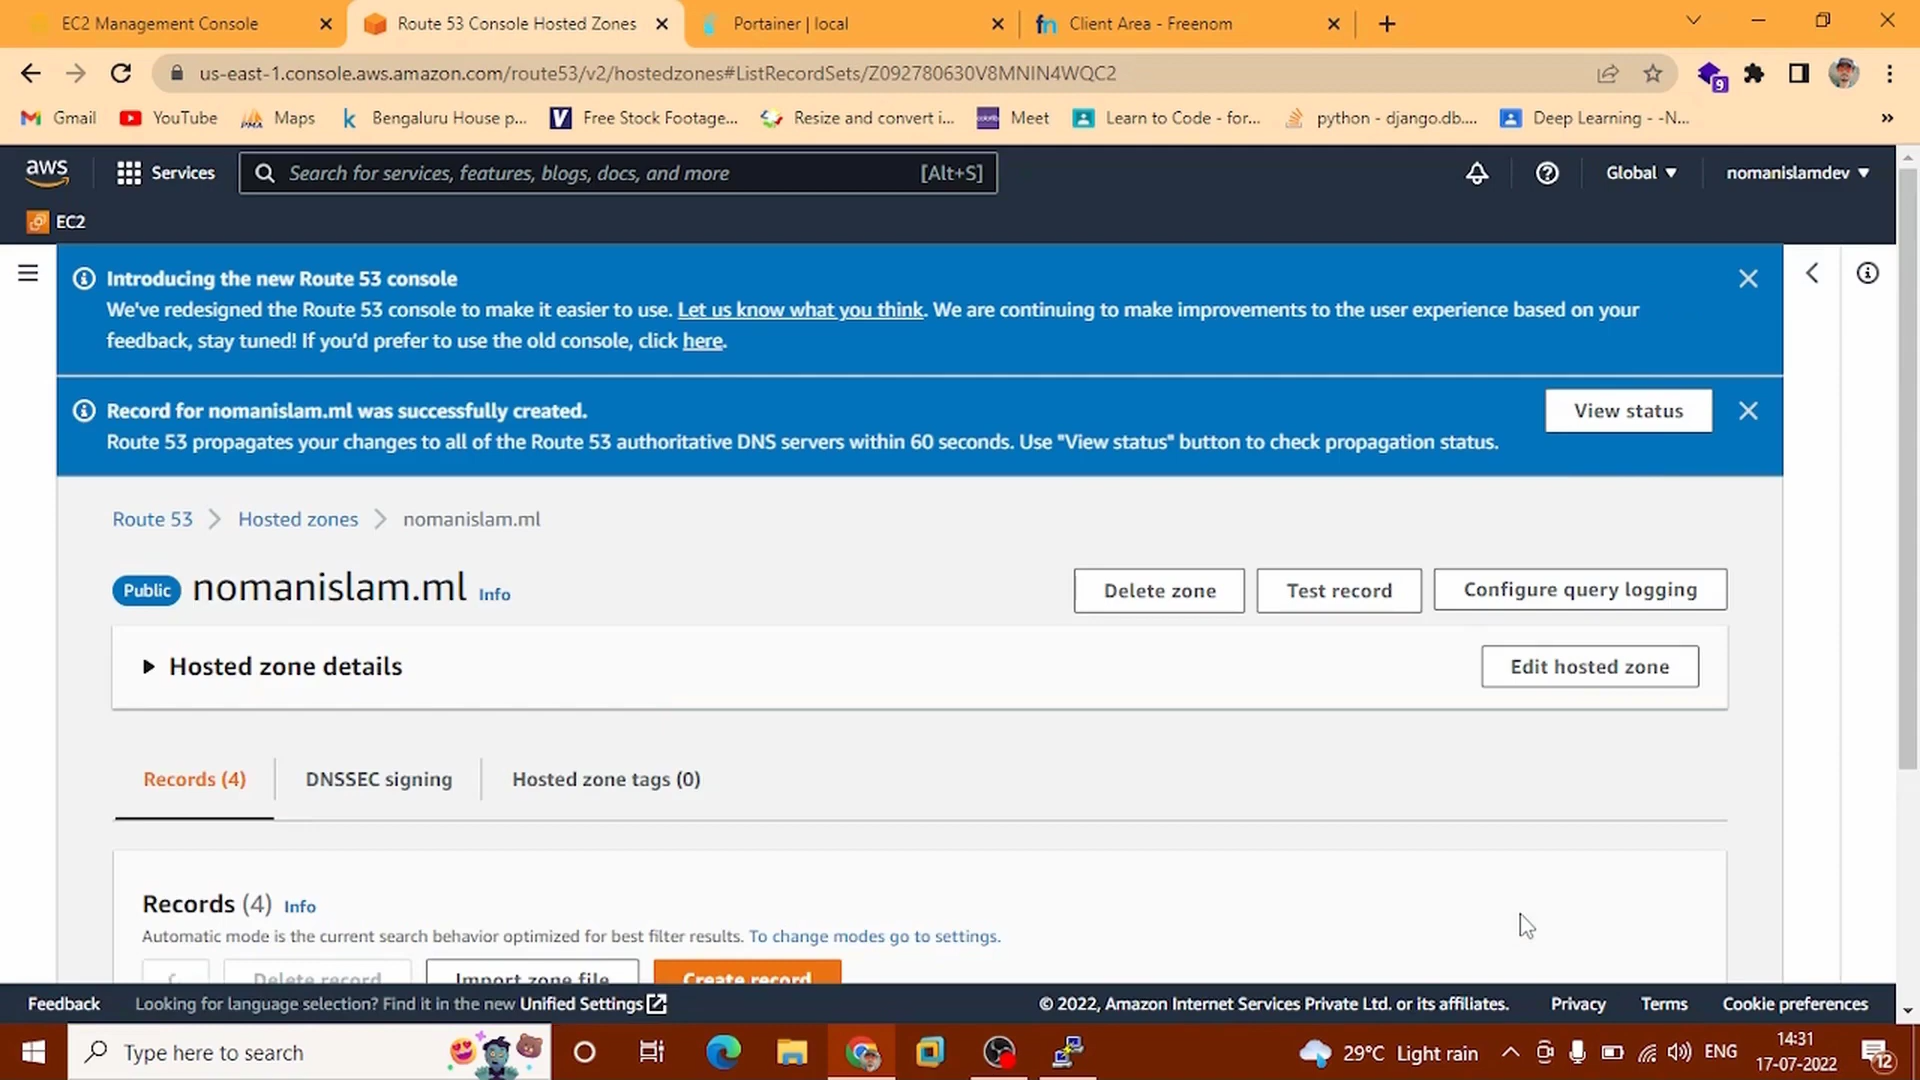 EC2 Management Console
Route 53 Console Hosted Zones
Portainer | local
fn Client Area - Freenom
us-east-1.console.aws.amazon.com/route53/v2/hostedzones#ListRecordSets/Z092780630V8MNIN4WQC2
9
Gmail
YouTube
Maps
Bengaluru House p...
Free Stock Footage...
Resize and convert i...
Meet
Learn to Code - for...
python - django.db....
Deep Learning - -N...
aws
Services
Search for services, features, blogs, docs, and more
[Alt+S]
Global
nomanislamdev
EC2
Introducing the new Route 53 console
We've redesigned the Route 53 console to make it easier to use. Let us know what you think. We are continuing to make improvements to the user experience based on your
feedback, stay tuned! If you'd prefer to use the old console, click here.
Record for nomanislam.ml was successfully created.
View status
Route 53 propagates your changes to all of the Route 53 authoritative DNS servers within 60 seconds. Use "View status" button to check propagation status.
Route 53
Hosted zones
nomanislam.ml
Public
nomanislam.ml
Info
Delete zone
Test record
Configure query logging
Hosted zone details
Edit hosted zone
Records (4)
DNSSEC signing
Hosted zone tags (0)
Records (4)
Info
Automatic mode is the current search behavior optimized for best filter results. To change modes go to settings.
Delete record
Import zone file
Create record
Feedback
Looking for language selection? Find it in the new Unified Settings
© 2022, Amazon Internet Services Private Ltd. or its affiliates.
Privacy
Terms
Cookie preferences
Type here to search
29°C Light rain
ENG
14:31
17-07-2022
12